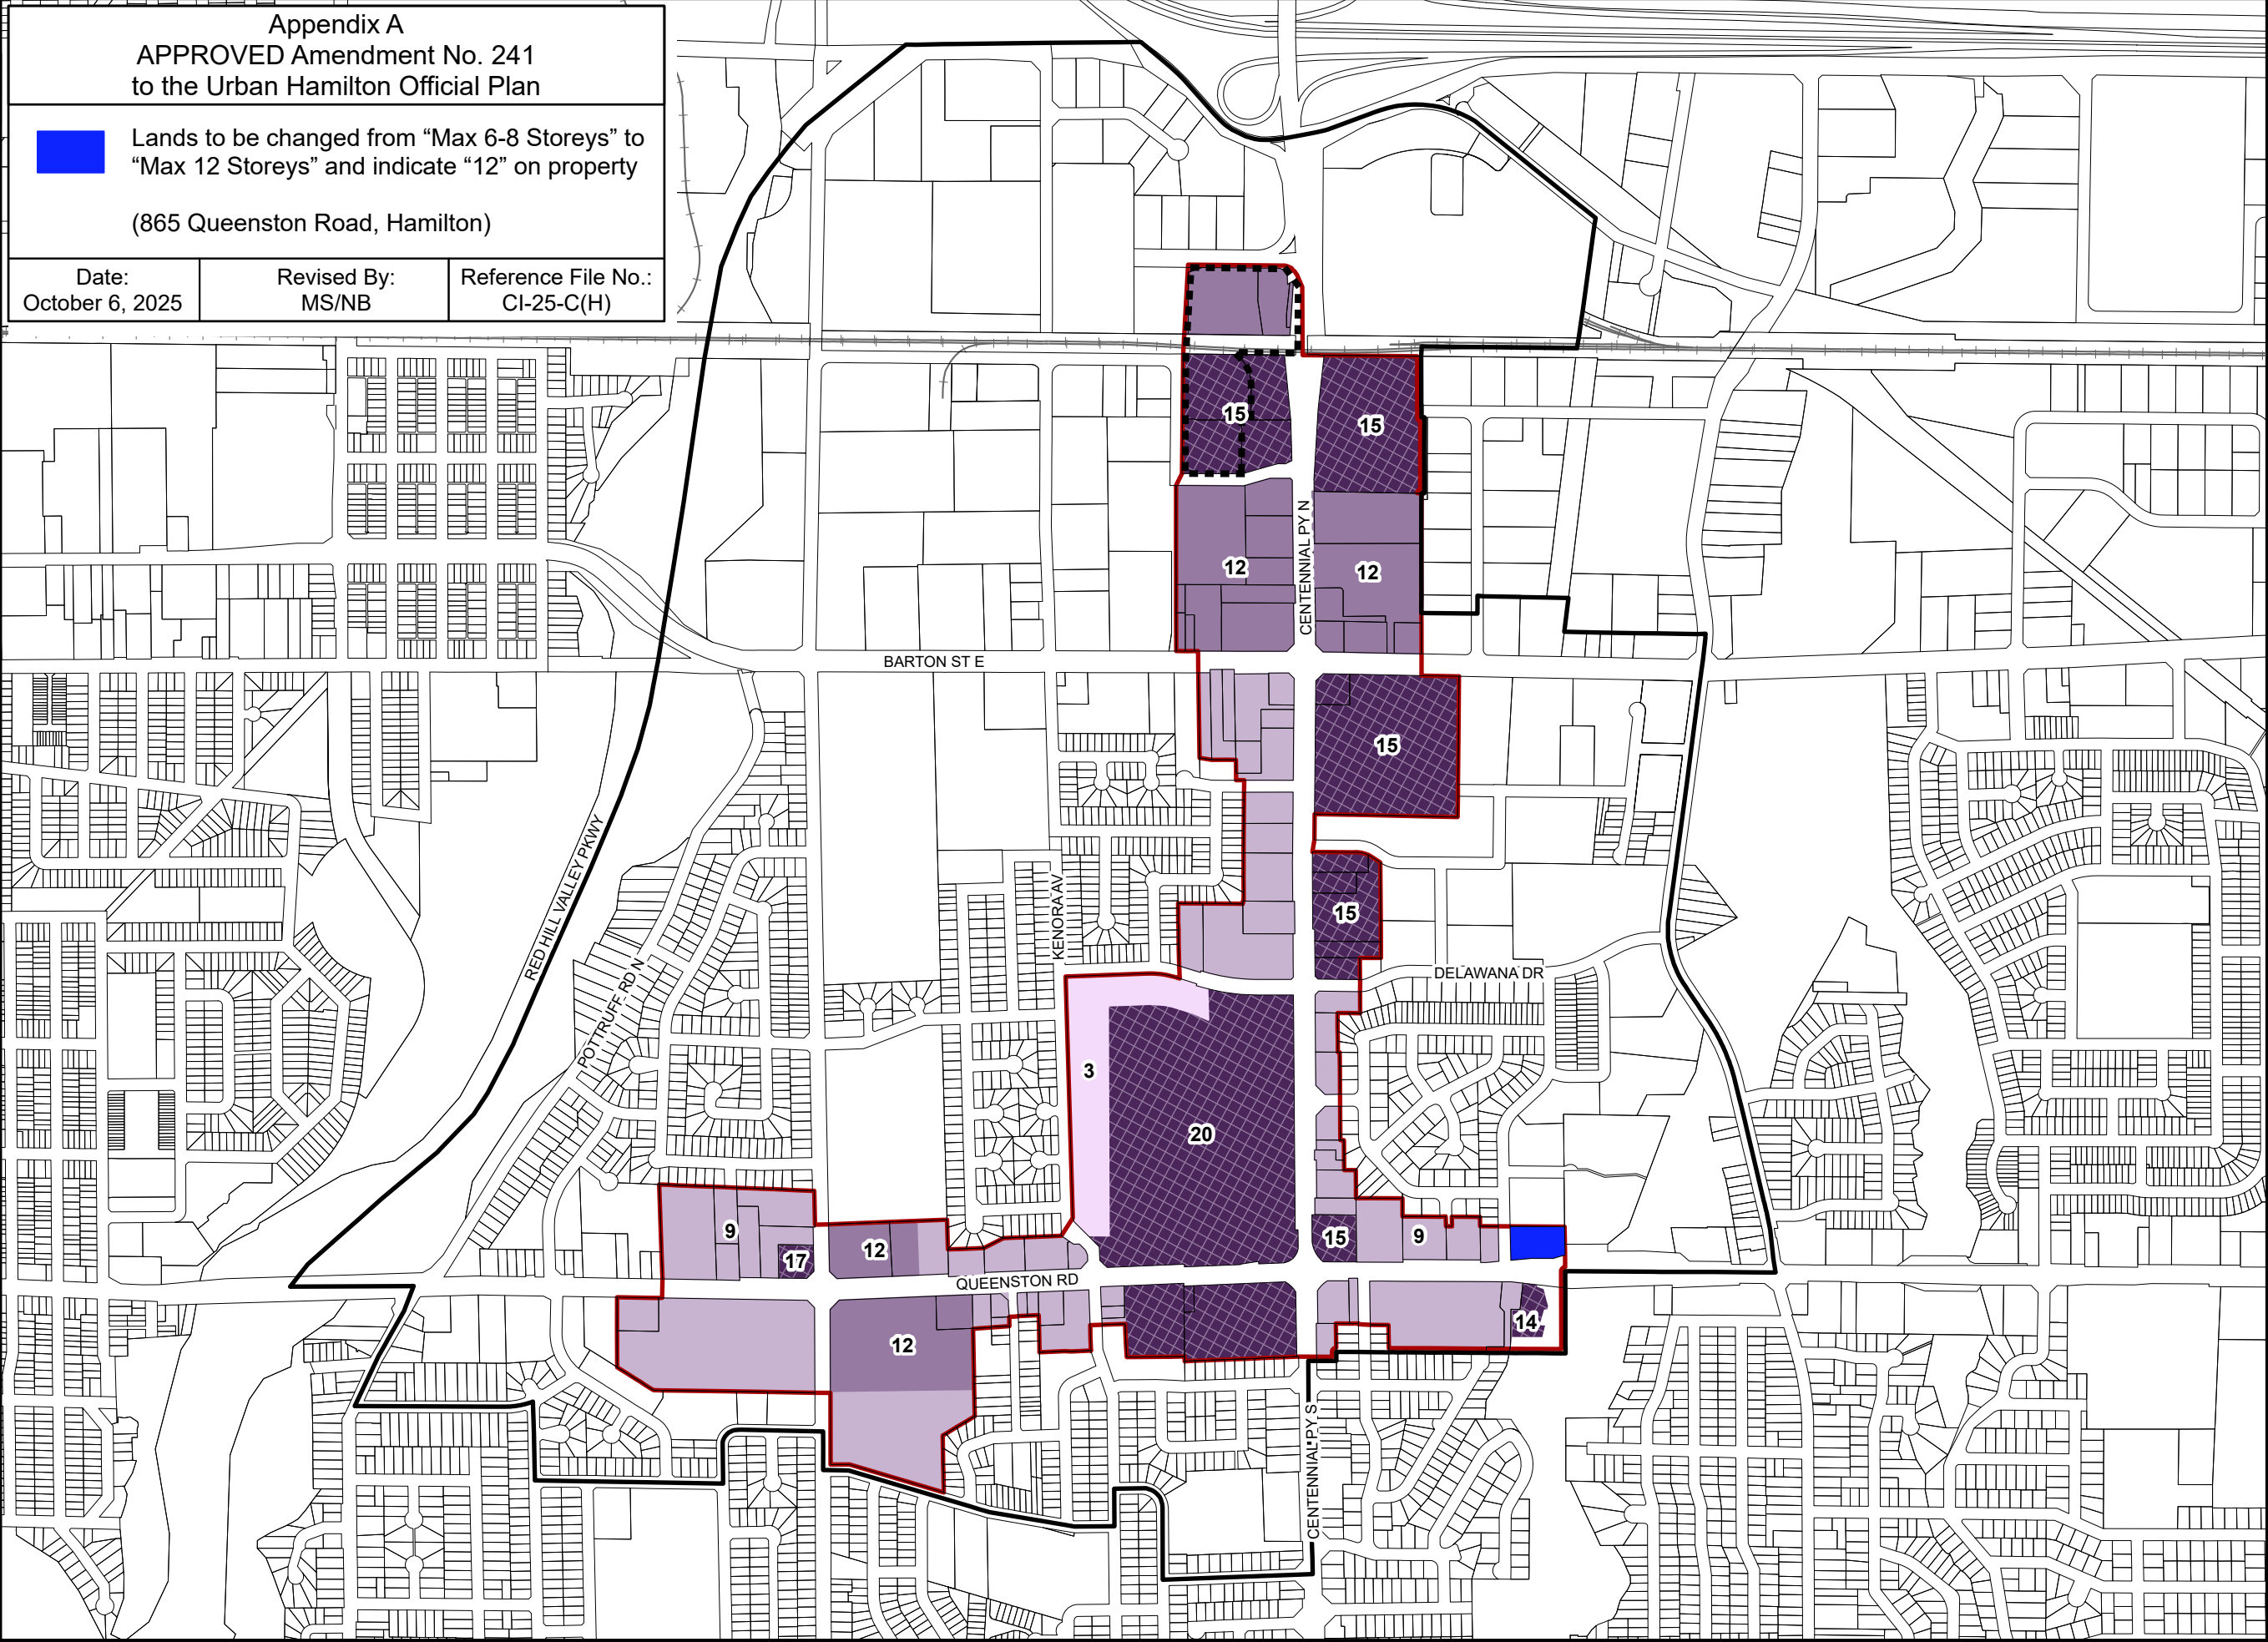 Appendix A
APPROVED Amendment No. 241
to the Urban Hamilton Official Plan
Lands to be changed from “Max 6-8 Storeys” to
“Max 12 Storeys” and indicate “12” on property
(865 Queenston Road, Hamilton)
Date:
October 6, 2025
Revised By:
MS/NB
Reference File No.:
CI-25-C(H)
15
15
CENTENNIAL PY N
12
12
BARTON ST E
15
RED HILL VALLEY PKWY
KENORA AV
15
POTTRUFF RD N
DELAWANA DR
3
20
9
17
12
15
9
QUEENSTON RD
12
14
CENTENNIAL PY S